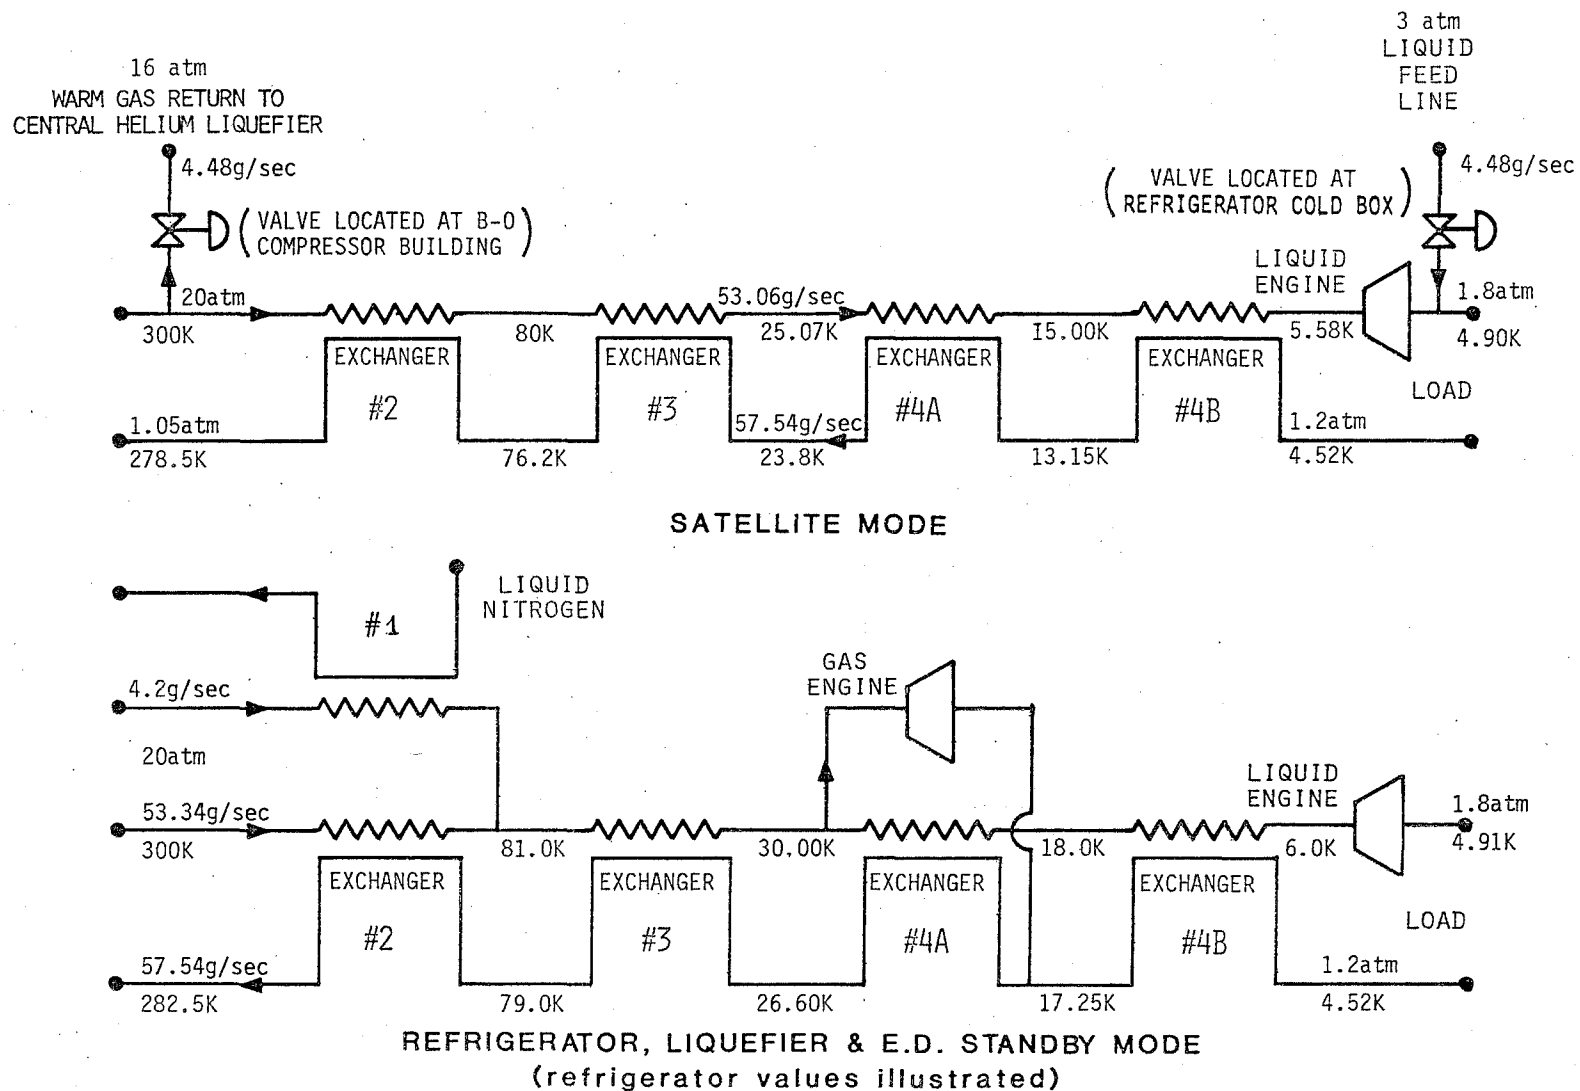 16 atm
WARM GAS RETURN TO
CENTRAL HELIUM LIQUEFIER
4.48g/sec
(VALVE LOCATED AT B-0
COMPRESSOR BUILDING)
3 atm
LIQUID
FEED
LINE
4.48g/sec
(VALVE LOCATED AT
REFRIGERATOR COLD BOX)
LIQUID
ENGINE
20atm
300K
80K
53.06g/sec
25.07K
15.00K
5.58K
1.8atm
4.90K
EXCHANGER
#2
EXCHANGER
#3
EXCHANGER
#4A
EXCHANGER
#4B
LOAD
1.05atm
278.5K
76.2K
57.54g/sec
23.8K
13.15K
1.2atm
4.52K
SATELLITE MODE
#1
LIQUID
NITROGEN
4.2g/sec
GAS
ENGINE
20atm
LIQUID
ENGINE
53.34g/sec
300K
81.0K
30.00K
18.0K
6.0K
1.8atm
4.91K
EXCHANGER
#2
EXCHANGER
#3
EXCHANGER
#4A
EXCHANGER
#4B
LOAD
57.54g/sec
282.5K
79.0K
26.60K
17.25K
1.2atm
4.52K
REFRIGERATOR, LIQUEFIER & E.D. STANDBY MODE
(refrigerator values illustrated)